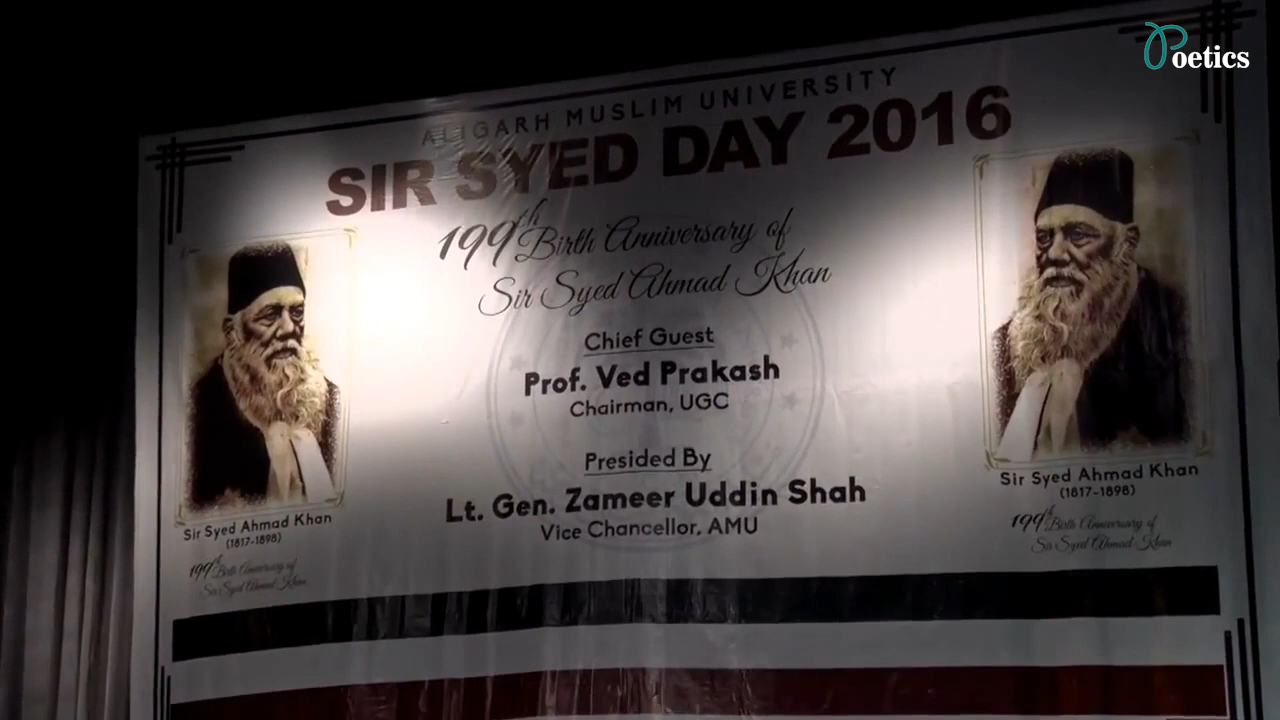 Poetics
ALIGARH MUSLIM UNIVERSITY
SIR SYED DAY 2016
199th Birth Anniversary of
Sir Syed Ahmad Khan
Chief Guest
Prof. Ved Prakash
Chairman, UGC
Presided By
Lt. Gen. Zameer Uddin Shah
Vice Chancellor, AMU
Sir Syed Ahmad Khan
(1817-1898)
199th Birth Anniversary of
Sir Syed Ahmad Khan
Sir Syed Ahmad Khan
(1817-1898)
199th Birth Anniversary of
Sir Syed Ahmad Khan